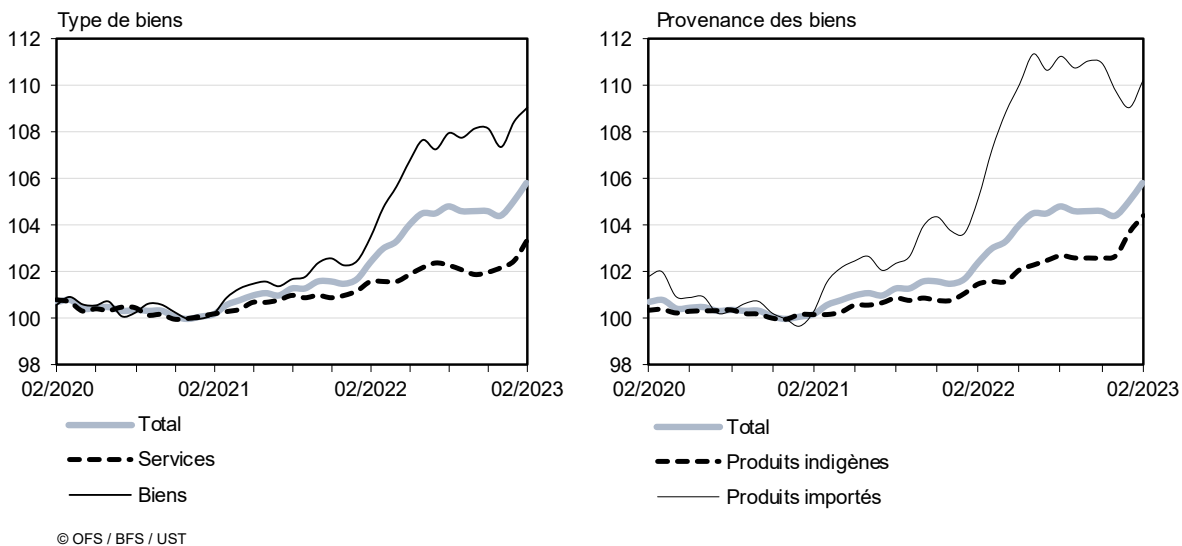 Type de biens
112
110
108
106
104
102
100
98
02/2020 02/2021 02/2022 02/2023
Total
Services
Biens
Provenance des biens
112
110
108
106
104
102
100
98
02/2020 02/2021 02/2022 02/2023
Total
Produits indigènes
Produits importés
© OFS / BFS / UST